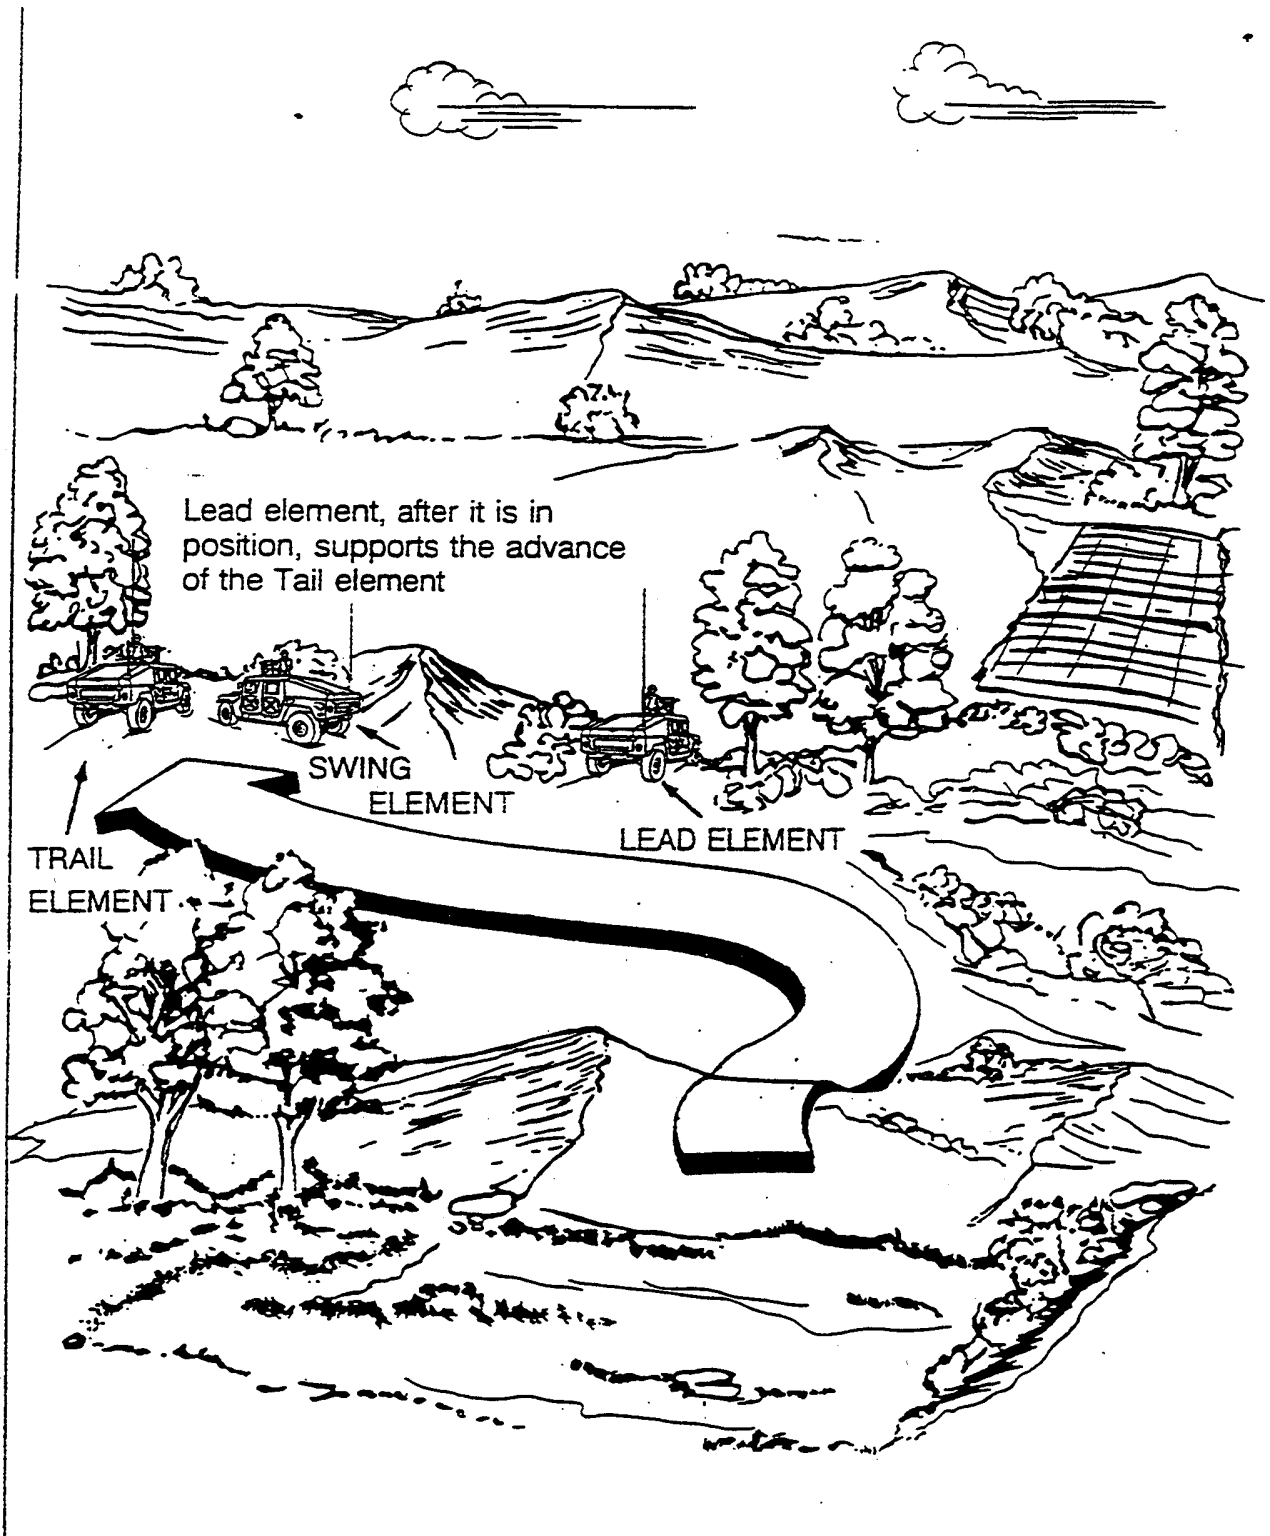 Lead element, after it is in
position, supports the advance
of the Tail element
SWING
ELEMENT
LEAD ELEMENT
TRAIL
ELEMENT